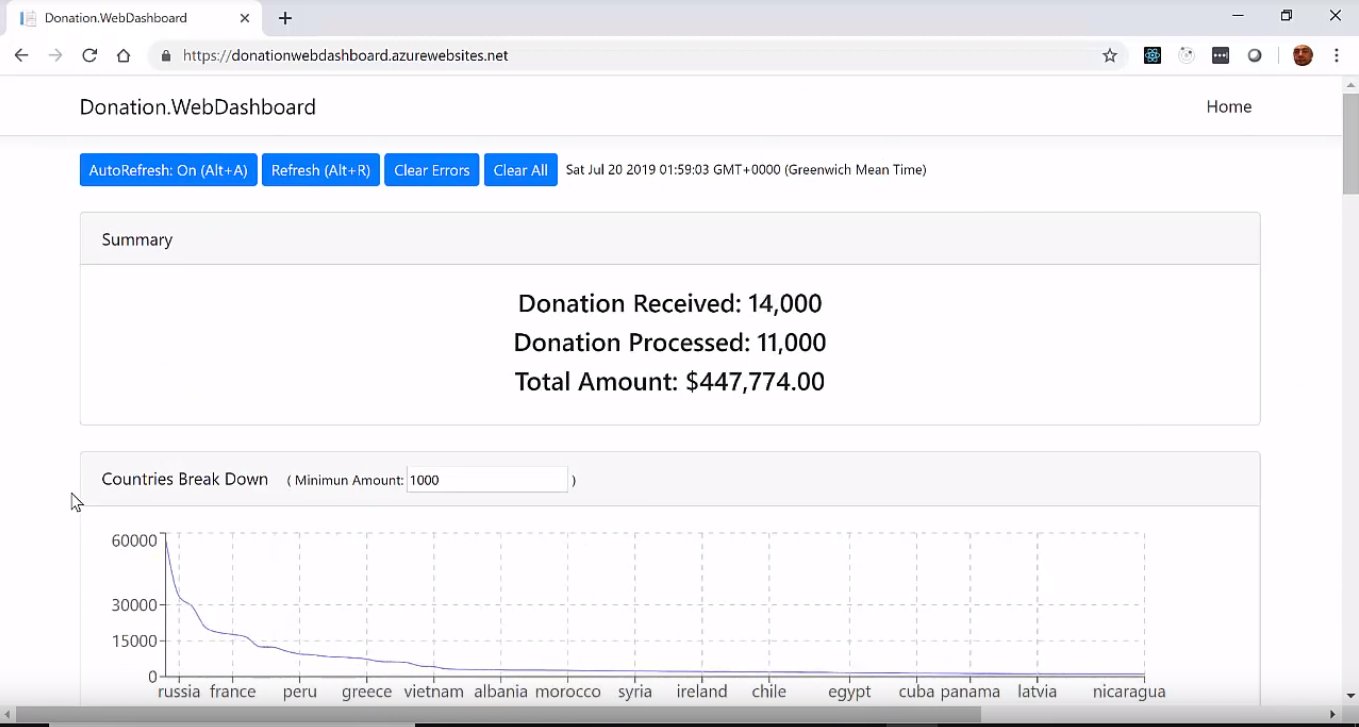 Donation.WebDashboard
https://donationwebdashboard.azurewebsites.net
Donation.WebDashboard Home
AutoRefresh: On (Alt+A) Refresh (Alt+R) Clear Errors Clear All Sat Jul 20 2019 01:59:03 GMT+0000 (Greenwich Mean Time)
Summary
Donation Received: 14,000
Donation Processed: 11,000
Total Amount: $447,774.00
Countries Break Down ( Minimun Amount: 1000 )
60000
30000
15000
0
russia france peru greece vietnam albania morocco syria ireland chile egypt cuba panama latvia nicaragua